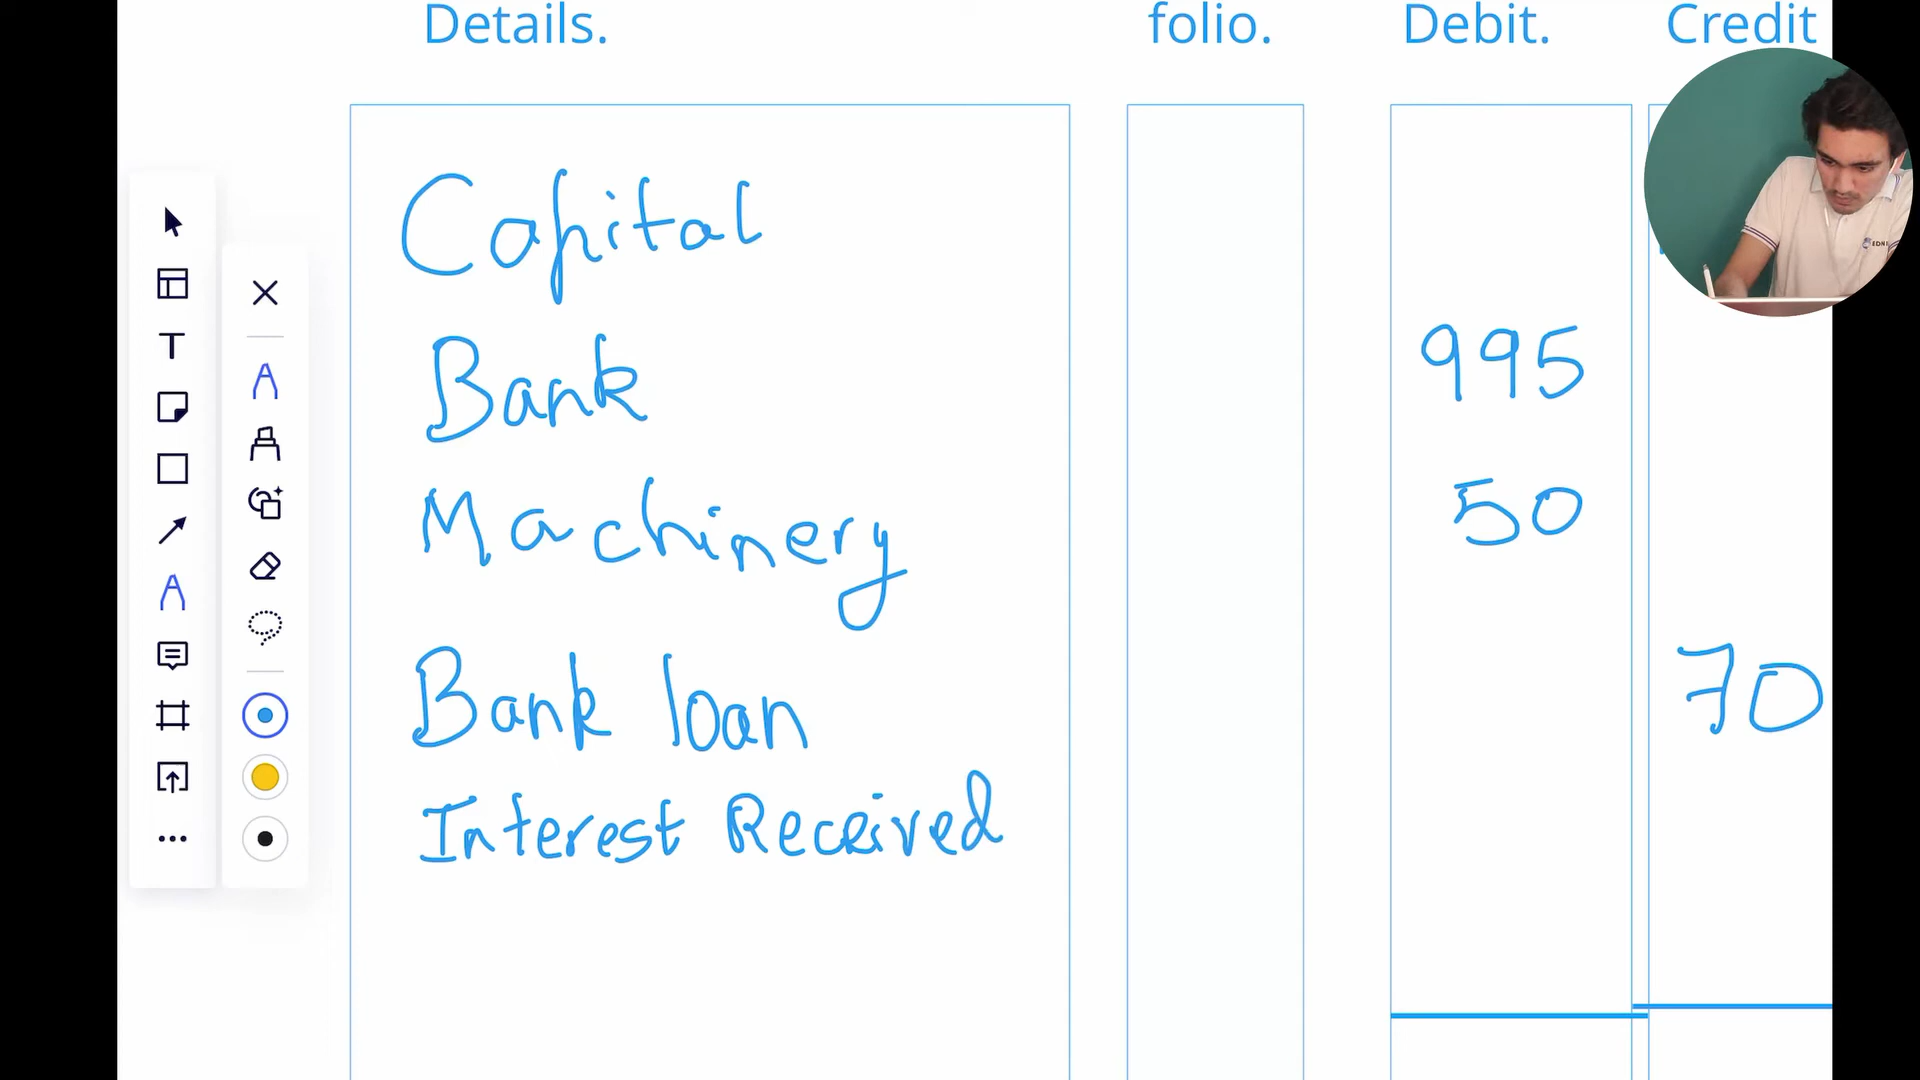 Details. folio. Debit. Credit
Capital
Bank 995
Machinery 50
Bank loan 70
Interest Received